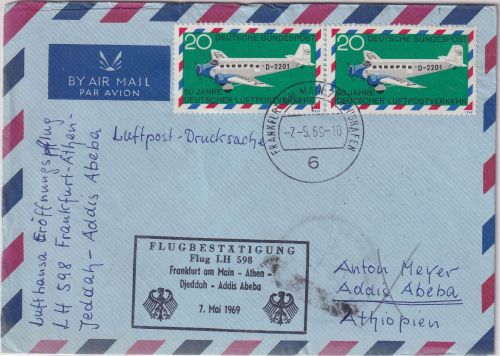 20 DEUTSCHE BUNDESPOST
D-2201
50 JAHRE
DEUTSCHER LUFTPOSTVERKEHR
20 DEUTSCHE BUNDESPOST
D-2201
50 JAHRE
DEUTSCHER LUFTPOSTVERKEHR
BY AIR MAIL
PAR AVION
FRANKFURT AM MAIN FLUGHAFEN
-7.-5.69-10
6
Luftpost-Drucksache
Lufthansa Eröffnungsflug
LH 598 Frankfurt-Athen-
Jeddah-Addis Abeba
FLUGBESTÄTIGUNG
Flug LH 598
Frankfurt am Main - Athen -
Djeddah - Addis Abeba
7. Mai 1969
Anton Meyer
Addis Abeba
Äthiopien